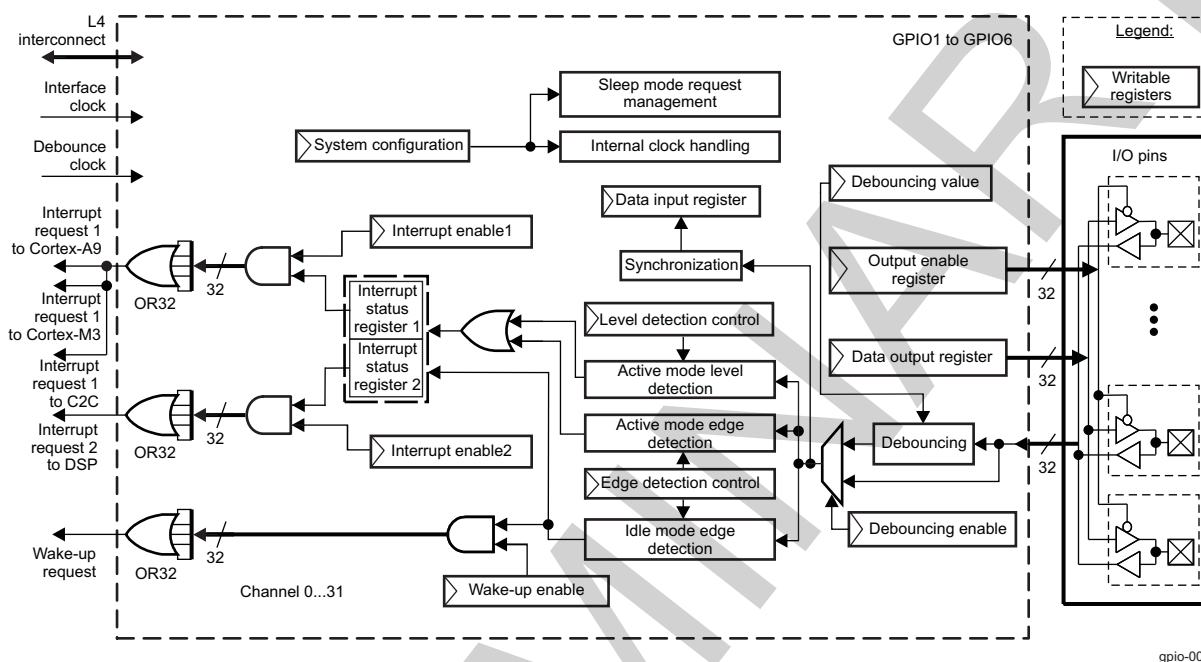 L4
interconnect
GPIO1 to GPIO6
Legend:
Writable
registers
Interface
clock
Sleep mode request
management
System configuration
Internal clock handling
Debounce
clock
I/O pins
Debouncing value
Data input register
Interrupt
request 1
to Cortex-A9
Interrupt enable1
Synchronization
Output enable
register
32
OR32
32
Interrupt
status
register 1
Interrupt
status
register 2
Level detection control
Data output register
32
Interrupt
request 1
to Cortex-M3
Active mode level
detection
Interrupt
request 1
to C2C
Interrupt
request 2
to DSP
OR32
32
Interrupt enable2
Active mode edge
detection
Debouncing
32
Edge detection control
Idle mode edge
detection
Debouncing enable
Wake-up
request
OR32
32
Channel 0...31
Wake-up enable
MINAR
gpio-00